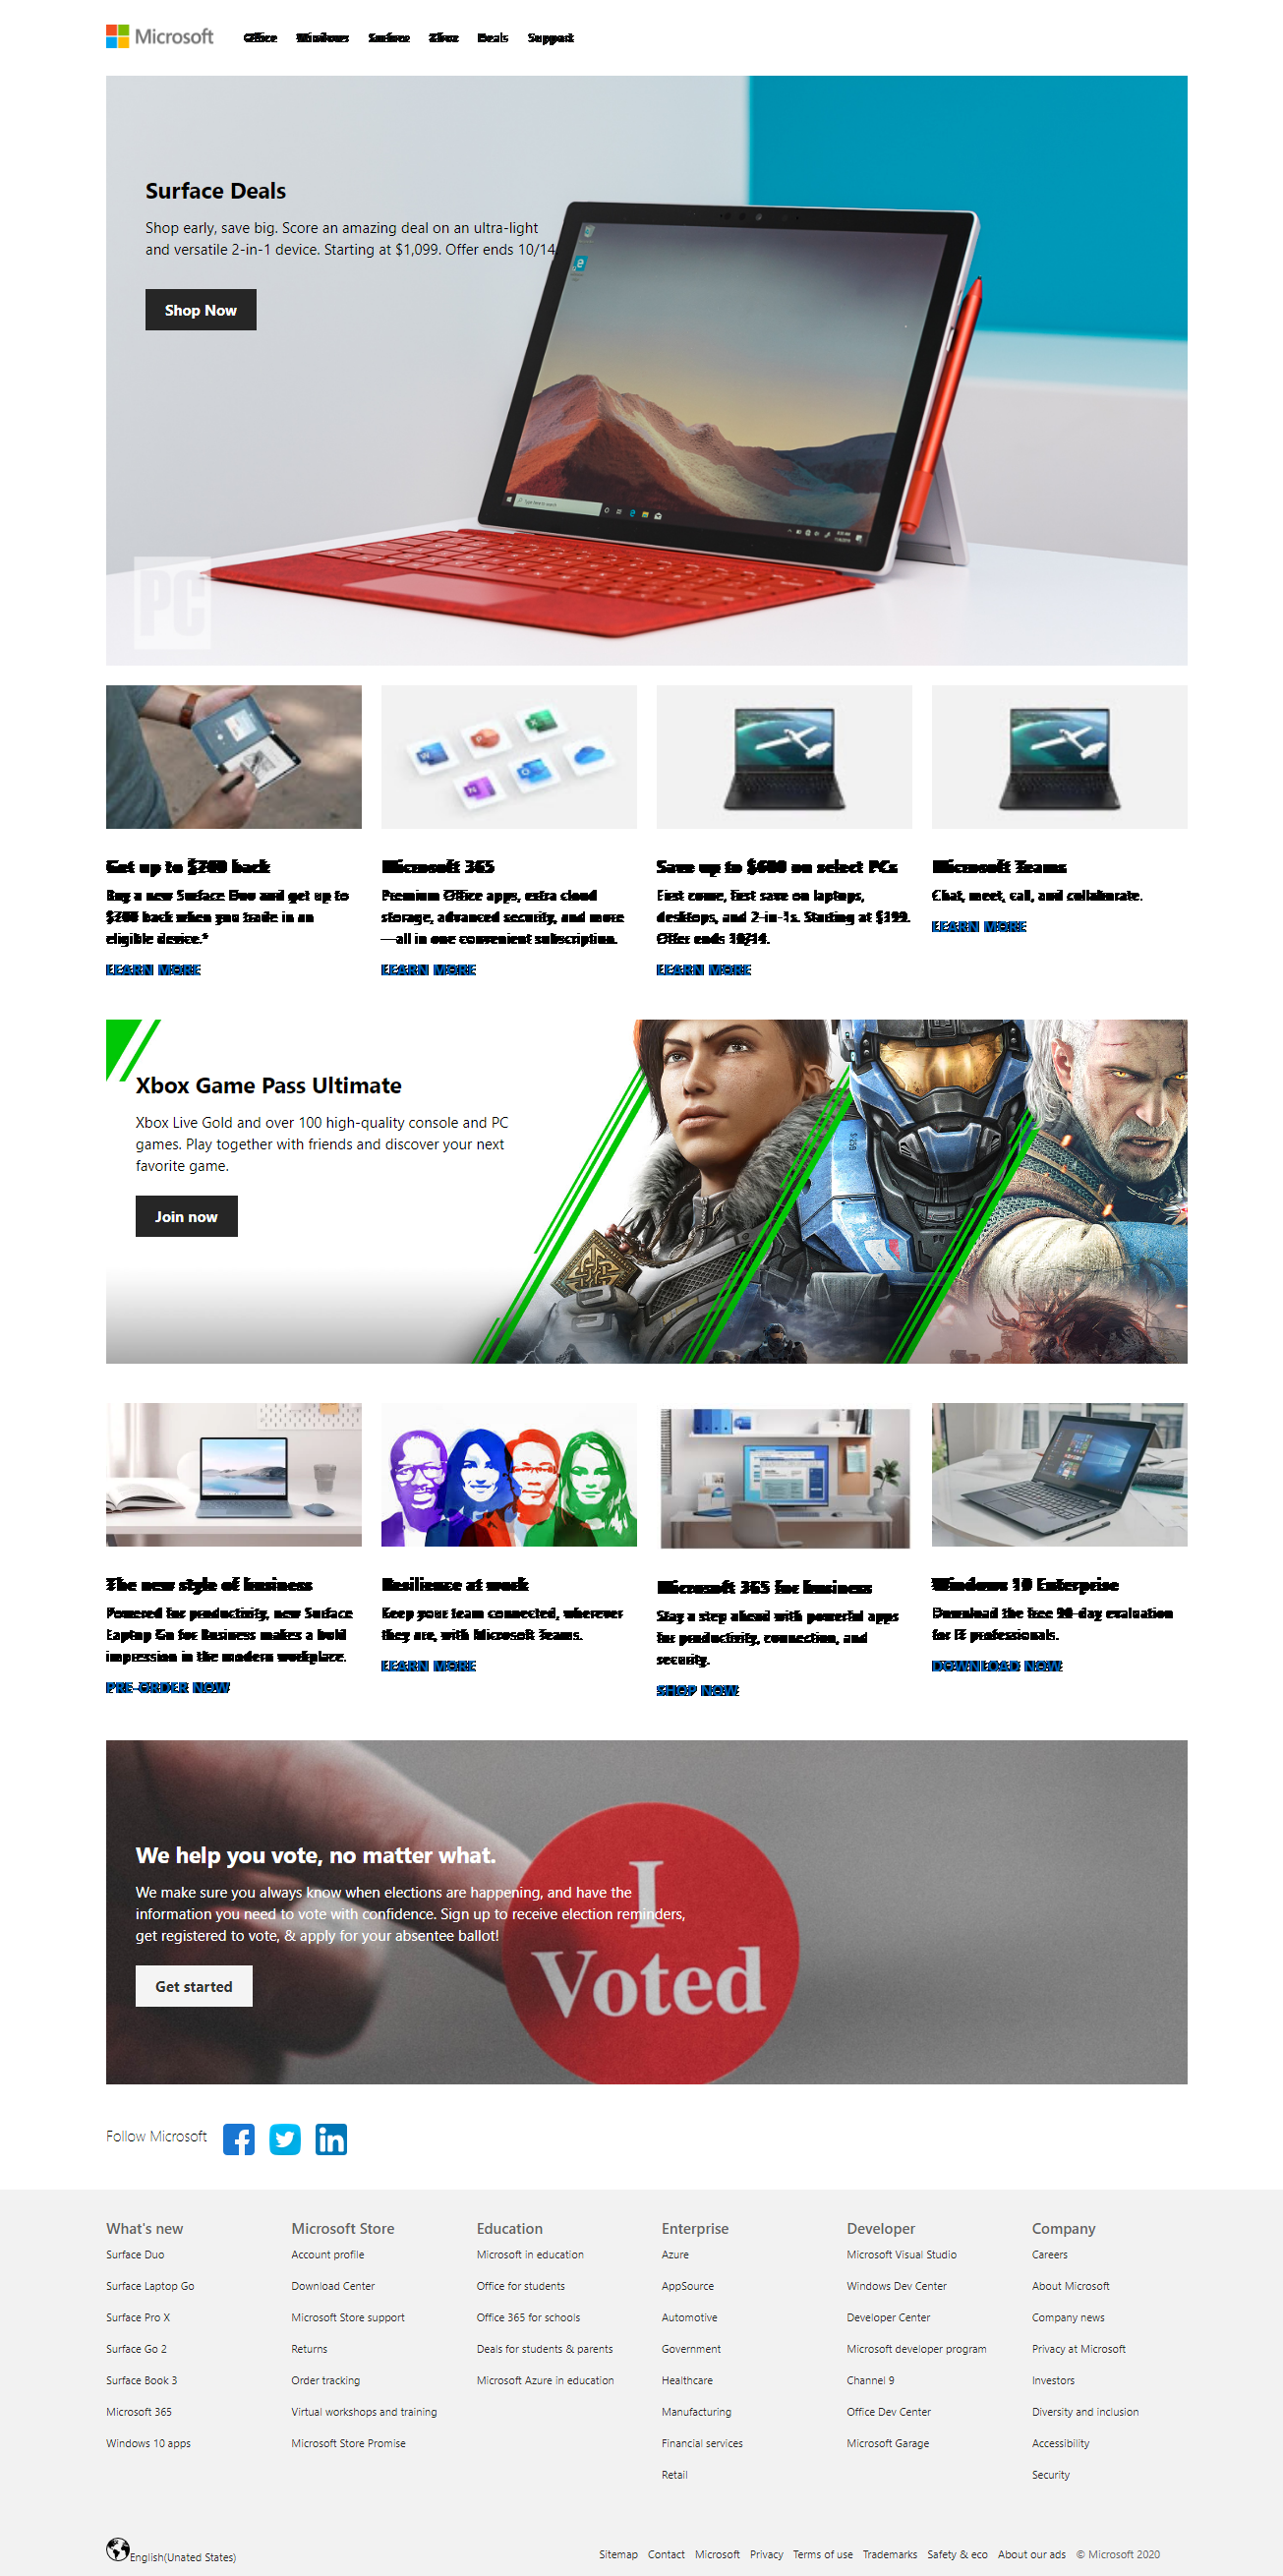 Microsoft
Office Windows Surface Xbox Deals Support
Surface Deals
Shop early, save big. Score an amazing deal on an ultra-light
and versatile 2-in-1 device. Starting at $1,099. Offer ends 10/14
Shop Now
PC
Get up to $700 back
Buy a new Surface Duo and get up to
$700 back when you trade in an
eligible device.*
LEARN MORE
Microsoft 365
Premium Office apps, extra cloud
storage, advanced security, and more
—all in one convenient subscription.
LEARN MORE
Save up to $600 on select PCs
First come, first save on laptops,
desktops, and 2-in-1s. Starting at $199.
Offer ends 10/14.
LEARN MORE
Microsoft Teams
Chat, meet, call, and collaborate.
LEARN MORE
Xbox Game Pass Ultimate
Xbox Live Gold and over 100 high-quality console and PC
games. Play together with friends and discover your next
favorite game.
Join now
The new style of business
Powered for productivity, new Surface
Laptop Go for Business makes a bold
impression in the modern workplace.
PRE-ORDER NOW
Resilience at work
Keep your team connected, wherever
they are, with Microsoft Teams.
LEARN MORE
Microsoft 365 for business
Stay a step ahead with powerful apps
for productivity, connection, and
security.
SHOP NOW
Windows 10 Enterprise
Download the free 90-day evaluation
for IT professionals.
DOWNLOAD NOW
We help you vote, no matter what.
We make sure you always know when elections are happening, and have the
information you need to vote with confidence. Sign up to receive election reminders,
get registered to vote, & apply for your absentee ballot!
Get started
I
Voted
Follow Microsoft
What's new
Surface Duo
Surface Laptop Go
Surface Pro X
Surface Go 2
Surface Book 3
Microsoft 365
Windows 10 apps
Microsoft Store
Account profile
Download Center
Microsoft Store support
Returns
Order tracking
Virtual workshops and training
Microsoft Store Promise
Education
Microsoft in education
Office for students
Office 365 for schools
Deals for students & parents
Microsoft Azure in education
Enterprise
Azure
AppSource
Automotive
Government
Healthcare
Manufacturing
Financial services
Retail
Developer
Microsoft Visual Studio
Windows Dev Center
Developer Center
Microsoft developer program
Channel 9
Office Dev Center
Microsoft Garage
Company
Careers
About Microsoft
Company news
Privacy at Microsoft
Investors
Diversity and inclusion
Accessibility
Security
English(Unated States)
Sitemap Contact Microsoft Privacy Terms of use Trademarks Safety & eco About our ads © Microsoft 2020